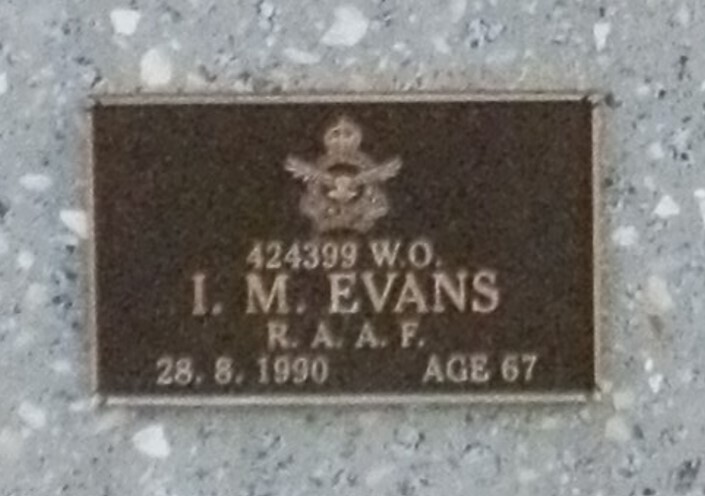 424399 W.O.
I. M. EVANS
R. A. A. F.
28. 8. 1990 AGE 67